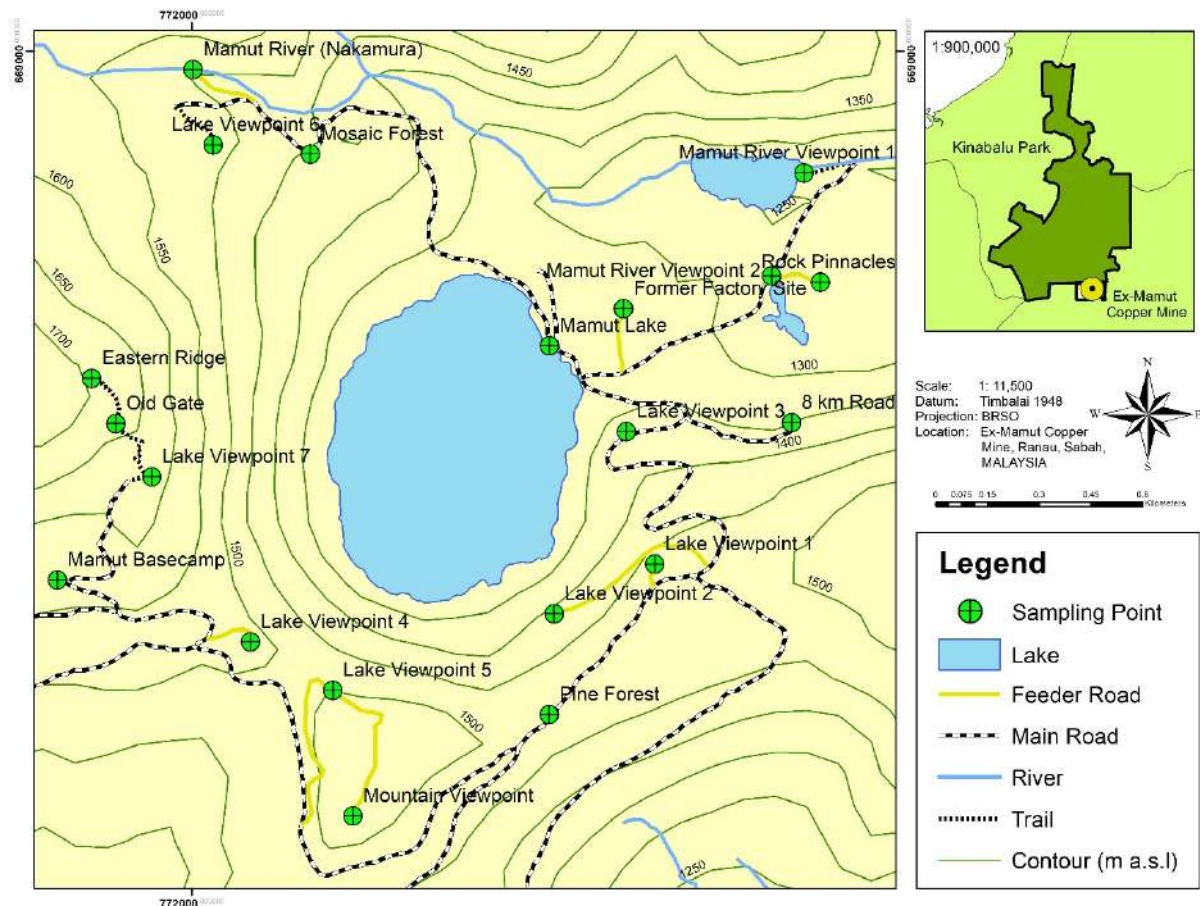 772000
669000
669000
Mamut River (Nakamura)
1450
1350
Lake Viewpoint 6
Mosaic Forest
Mamut River Viewpoint 1
1600
1250
1550
Mamut River Viewpoint 2
Rock Pinnacles
Former Factory Site
1650
Mamut Lake
1700
Eastern Ridge
1300
Old Gate
Lake Viewpoint 3
8 km Road
1400
Lake Viewpoint 7
Mamut Basecamp
1500
Lake Viewpoint 1
1500
Lake Viewpoint 2
Lake Viewpoint 4
Lake Viewpoint 5
Pine Forest
1500
Mountain Viewpoint
1250
772000
1:900,000
Kinabalu Park
Ex-Mamut
Copper Mine
Scale: 1: 11,500
Datum: Timbalai 1948
Projection: BRSO
Location: Ex-Mamut Copper
Mine, Ranau, Sabah,
MALAYSIA
N
W E
S
0 0.075 0.15 0.3 0.45 0.6
Kilometers
Legend
Sampling Point
Lake
Feeder Road
Main Road
River
Trail
Contour (m a.s.l)